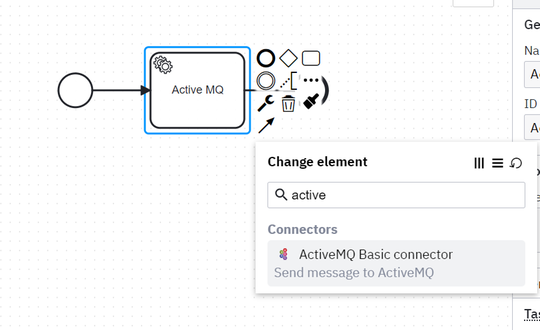 Ge
Na
A
Active MQ
ID
A
Change element
active
Connectors
ActiveMQ Basic connector
Send message to ActiveMQ
Tas